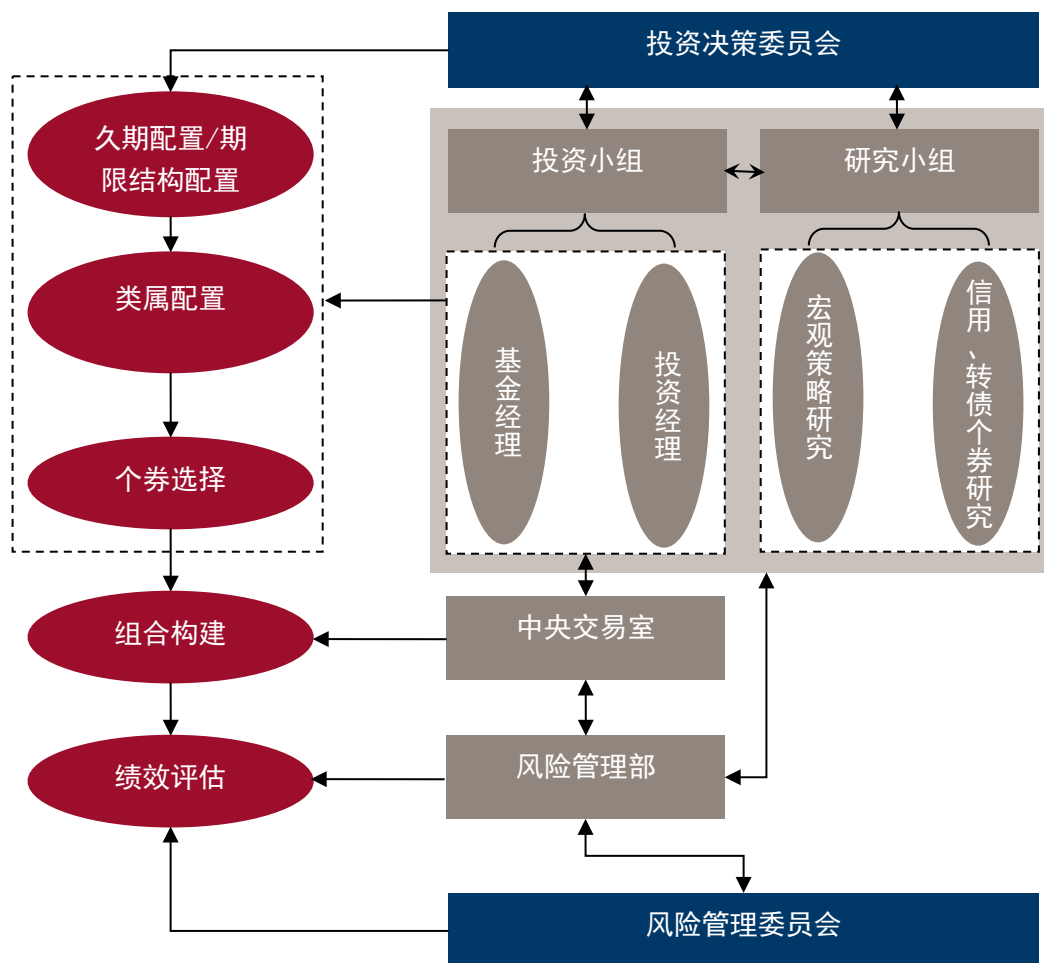 投资决策委员会
久期配置/期
限结构配置
投资小组
研究小组
类属配置
基金经理
投资经理
宏观策略研究
信用、转债个券研究
个券选择
组合构建
中央交易室
绩效评估
风险管理部
风险管理委员会